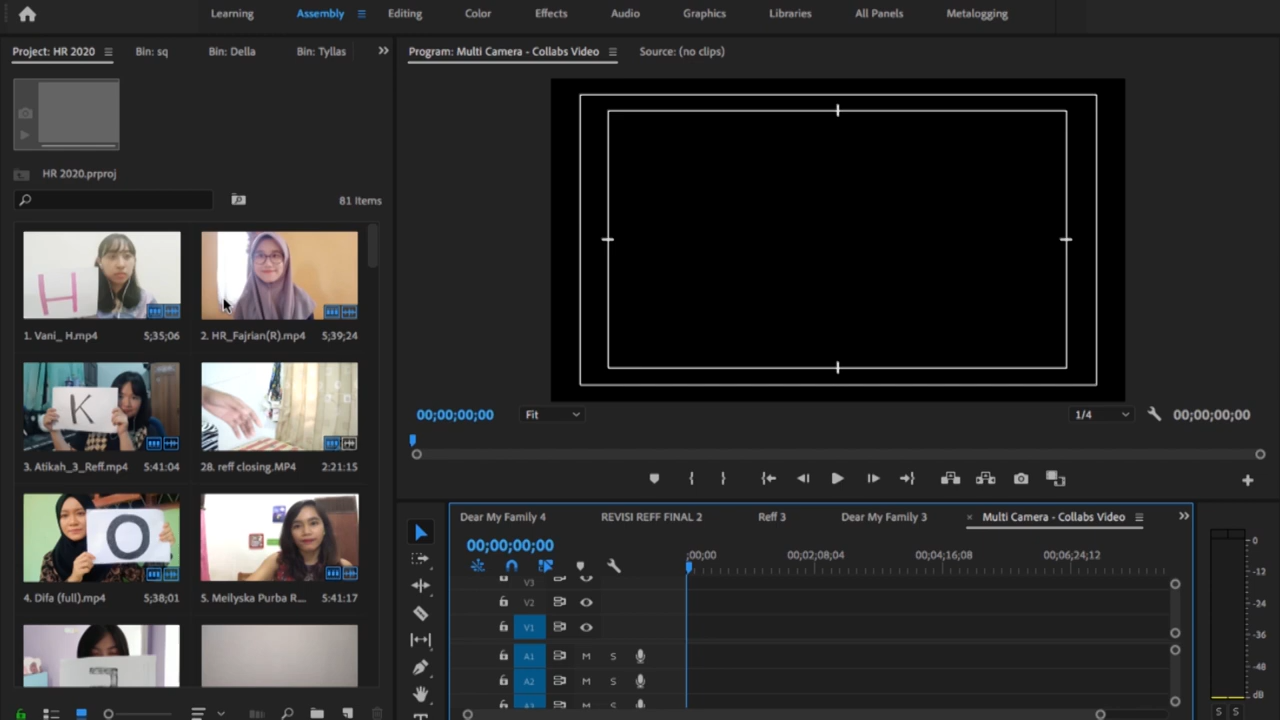 Learning Assembly Editing Color Effects Audio Graphics Libraries All Panels Metalogging
Project: HR 2020 Bin: sq Bin: Della Bin: Tyllas
Program: Multi Camera - Collabs Video Source: (no clips)
HR 2020.prproj
81 Items
H
1. Vani_ H.mp4 5;35;06 2. HR_Fajrian(R).mp4 5;39;24
K
3. Atikah_3_Reff.mp4 5:41:04 28. reff closing.MP4 2:21:15
O
4. Difa (full).mp4 5;38;01 5. Meilyska Purba R... 5:41:17
00;00;00;00 Fit 1/4 00;00;00;00
Dear My Family 4 REVISI REFF FINAL 2 Reff 3 Dear My Family 3 × Multi Camera - Collabs Video
00;00;00;00
;00;00 00;02;08;04 00;04;16;08 00;06;24;12
V3
V2
V1
A1 M S
A2 M S
A3
0
-12
-24
-36
-48
dB
S S